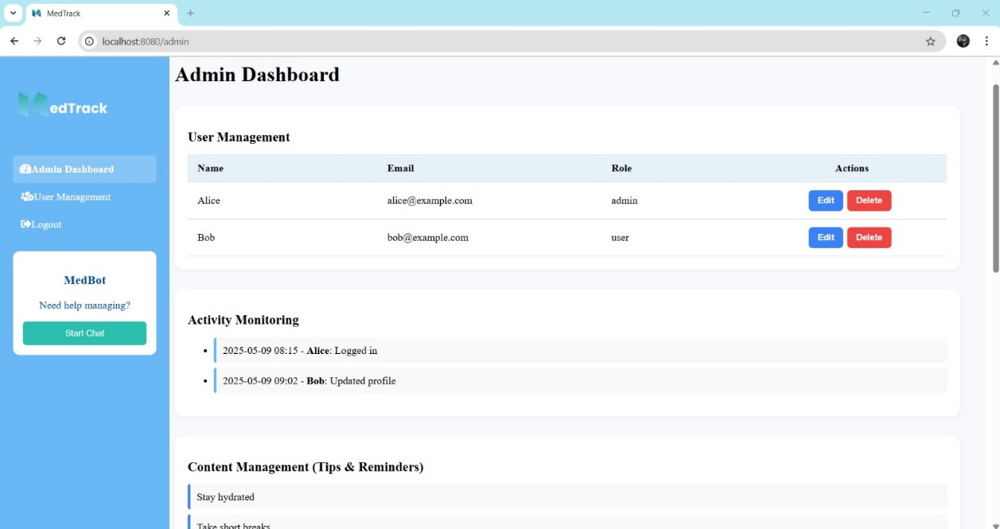 MedTrack
localhost:8080/admin
MedTrack
Admin Dashboard
User Management
Logout
MedBot
Need help managing?
Start Chat
Admin Dashboard
User Management
Name Email Role Actions
Alice alice@example.com admin Edit Delete
Bob bob@example.com user Edit Delete
Activity Monitoring
2025-05-09 08:15 - Alice: Logged in
2025-05-09 09:02 - Bob: Updated profile
Content Management (Tips & Reminders)
Stay hydrated
Take short breaks